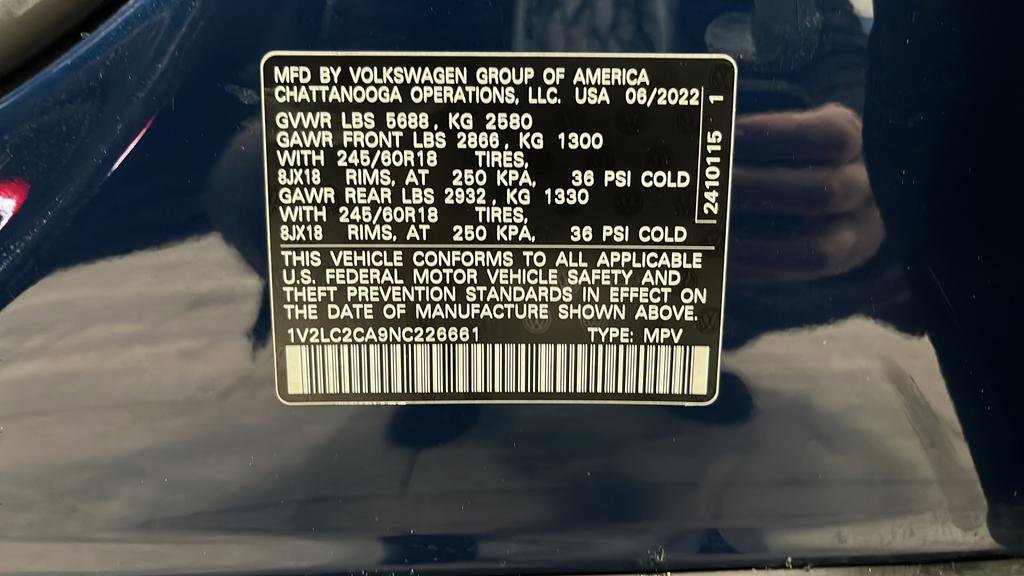 MFD BY VOLKSWAGEN GROUP OF AMERICA
CHATTANOOGA OPERATIONS, LLC. USA 06/2022
GVWR LBS 5688, KG 2580
GAWR FRONT LBS 2866, KG 1300
WITH 245/60R18 TIRES,
8JX18 RIMS, AT 250 KPA, 36 PSI COLD
GAWR REAR LBS 2932, KG 1330
WITH 245/60R18 TIRES,
8JX18 RIMS, AT 250 KPA, 36 PSI COLD
2410115 1
THIS VEHICLE CONFORMS TO ALL APPLICABLE
U.S. FEDERAL MOTOR VEHICLE SAFETY AND
THEFT PREVENTION STANDARDS IN EFFECT ON
THE DATE OF MANUFACTURE SHOWN ABOVE.
1V2LC2CA9NC226661 TYPE: MPV